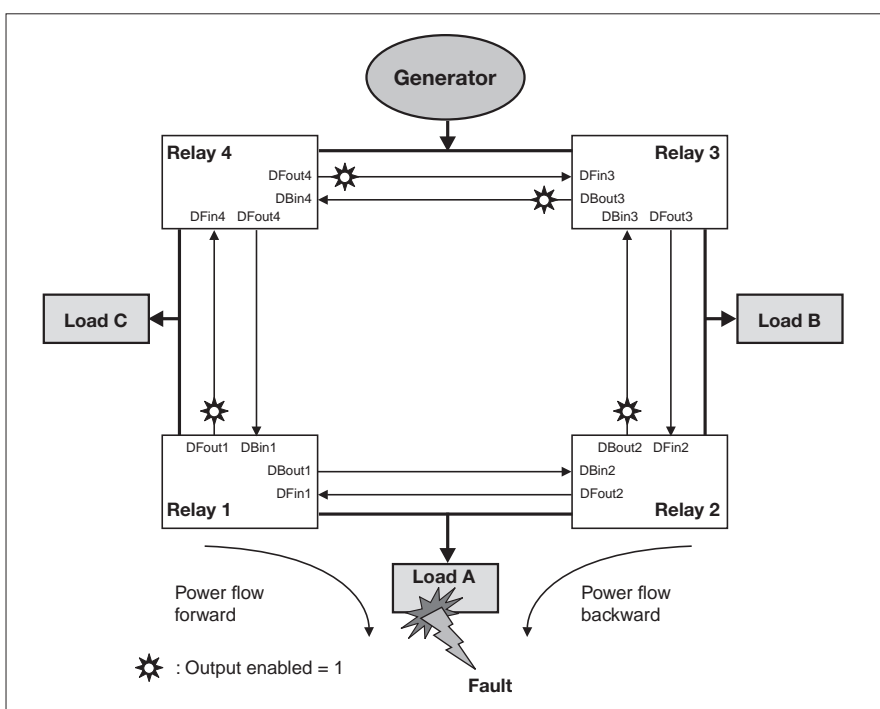 Generator
Relay 4
Relay 3
DFout4
DFin3
DBin4
DBout3
DFin4
DFout4
DBin3
DFout3
Load C
Load B
DFout1
DBin1
DBout2
DFin2
DBout1
DBin2
DFin1
DFout2
Relay 1
Relay 2
Load A
Power flow
forward
Power flow
backward
: Output enabled = 1
Fault